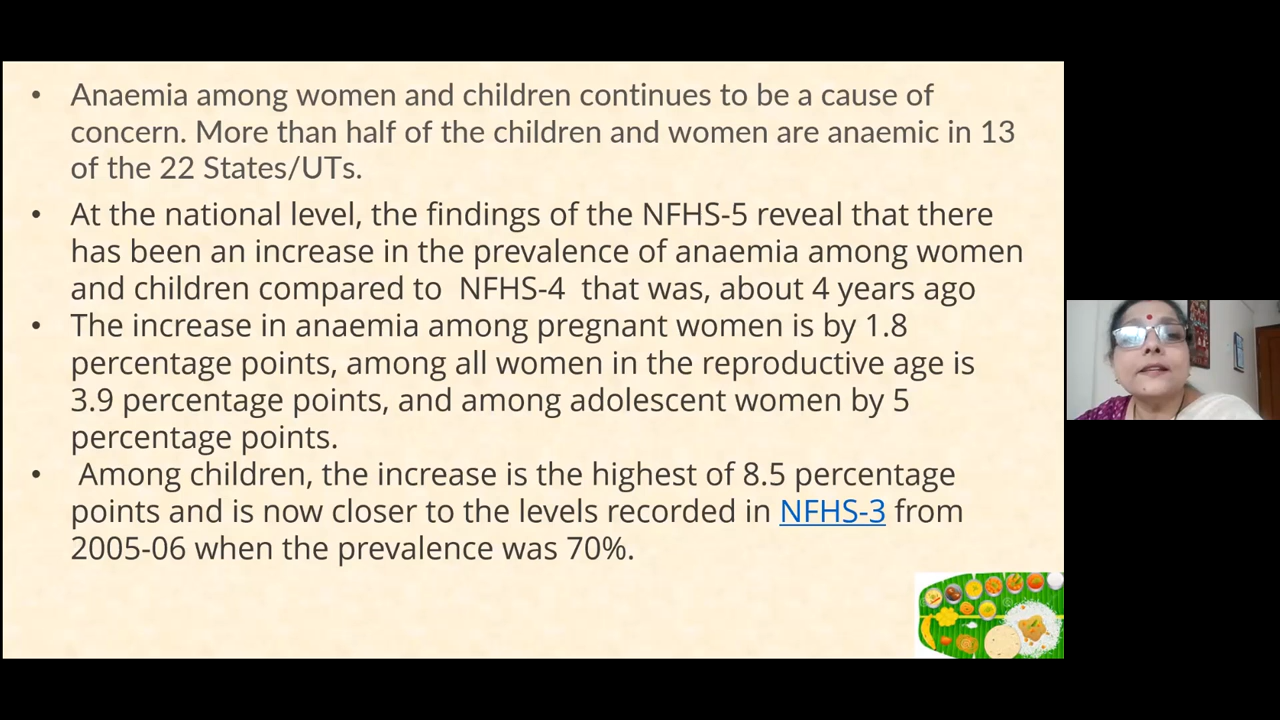 • Anaemia among women and children continues to be a cause of
concern. More than half of the children and women are anaemic in 13
of the 22 States/UTs.
• At the national level, the findings of the NFHS-5 reveal that there
has been an increase in the prevalence of anaemia among women
and children compared to  NFHS-4  that was, about 4 years ago
• The increase in anaemia among pregnant women is by 1.8
percentage points, among all women in the reproductive age is
3.9 percentage points, and among adolescent women by 5
percentage points.
• Among children, the increase is the highest of 8.5 percentage
points and is now closer to the levels recorded in NFHS-3 from
2005-06 when the prevalence was 70%.